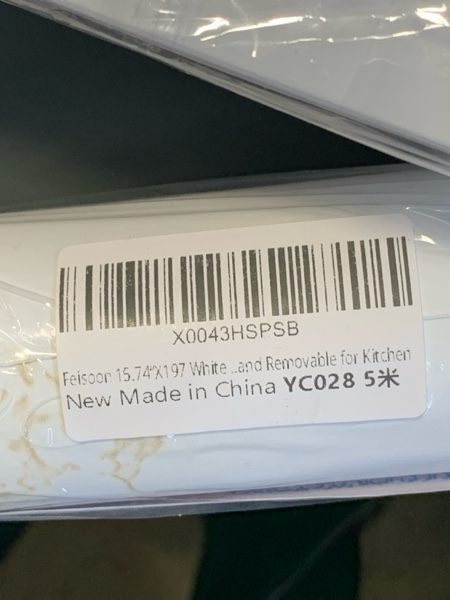 X0043HSPSB
Feisoon 15.74"X197 White ...and Removable for Kitchen
New Made in China YC028 5米